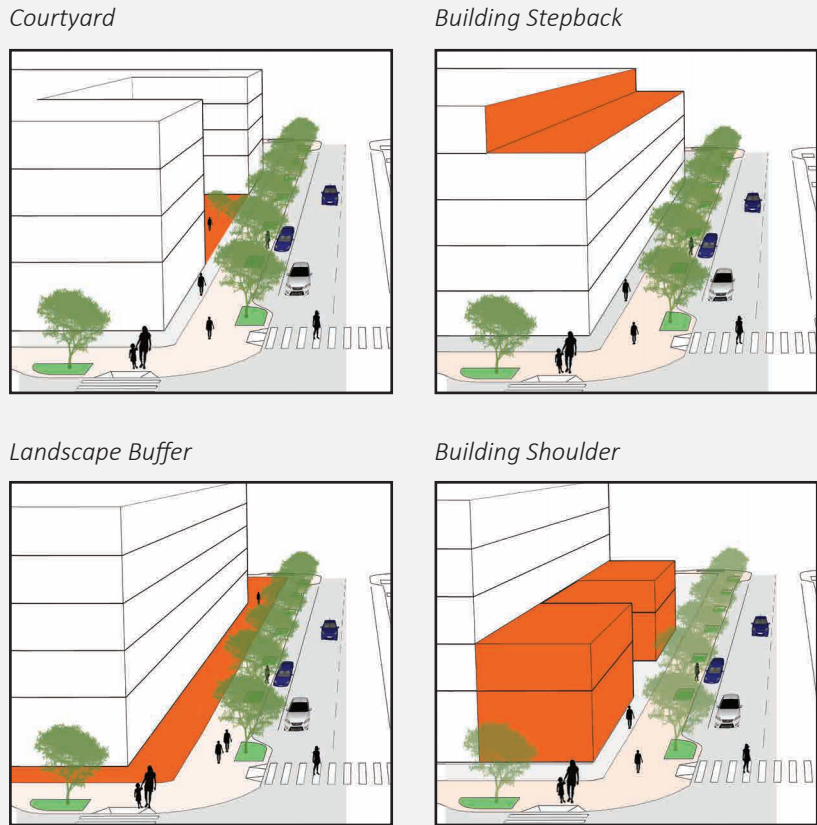 Courtyard
Building Stepback
Landscape Buffer
Building Shoulder